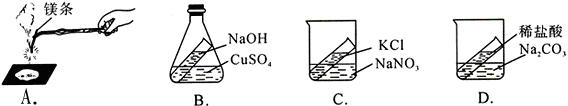 镁条
A.
NaOH
CuSO₄
B.
KCl
NaNO₃
C.
稀盐酸
Na₂CO₃
D.